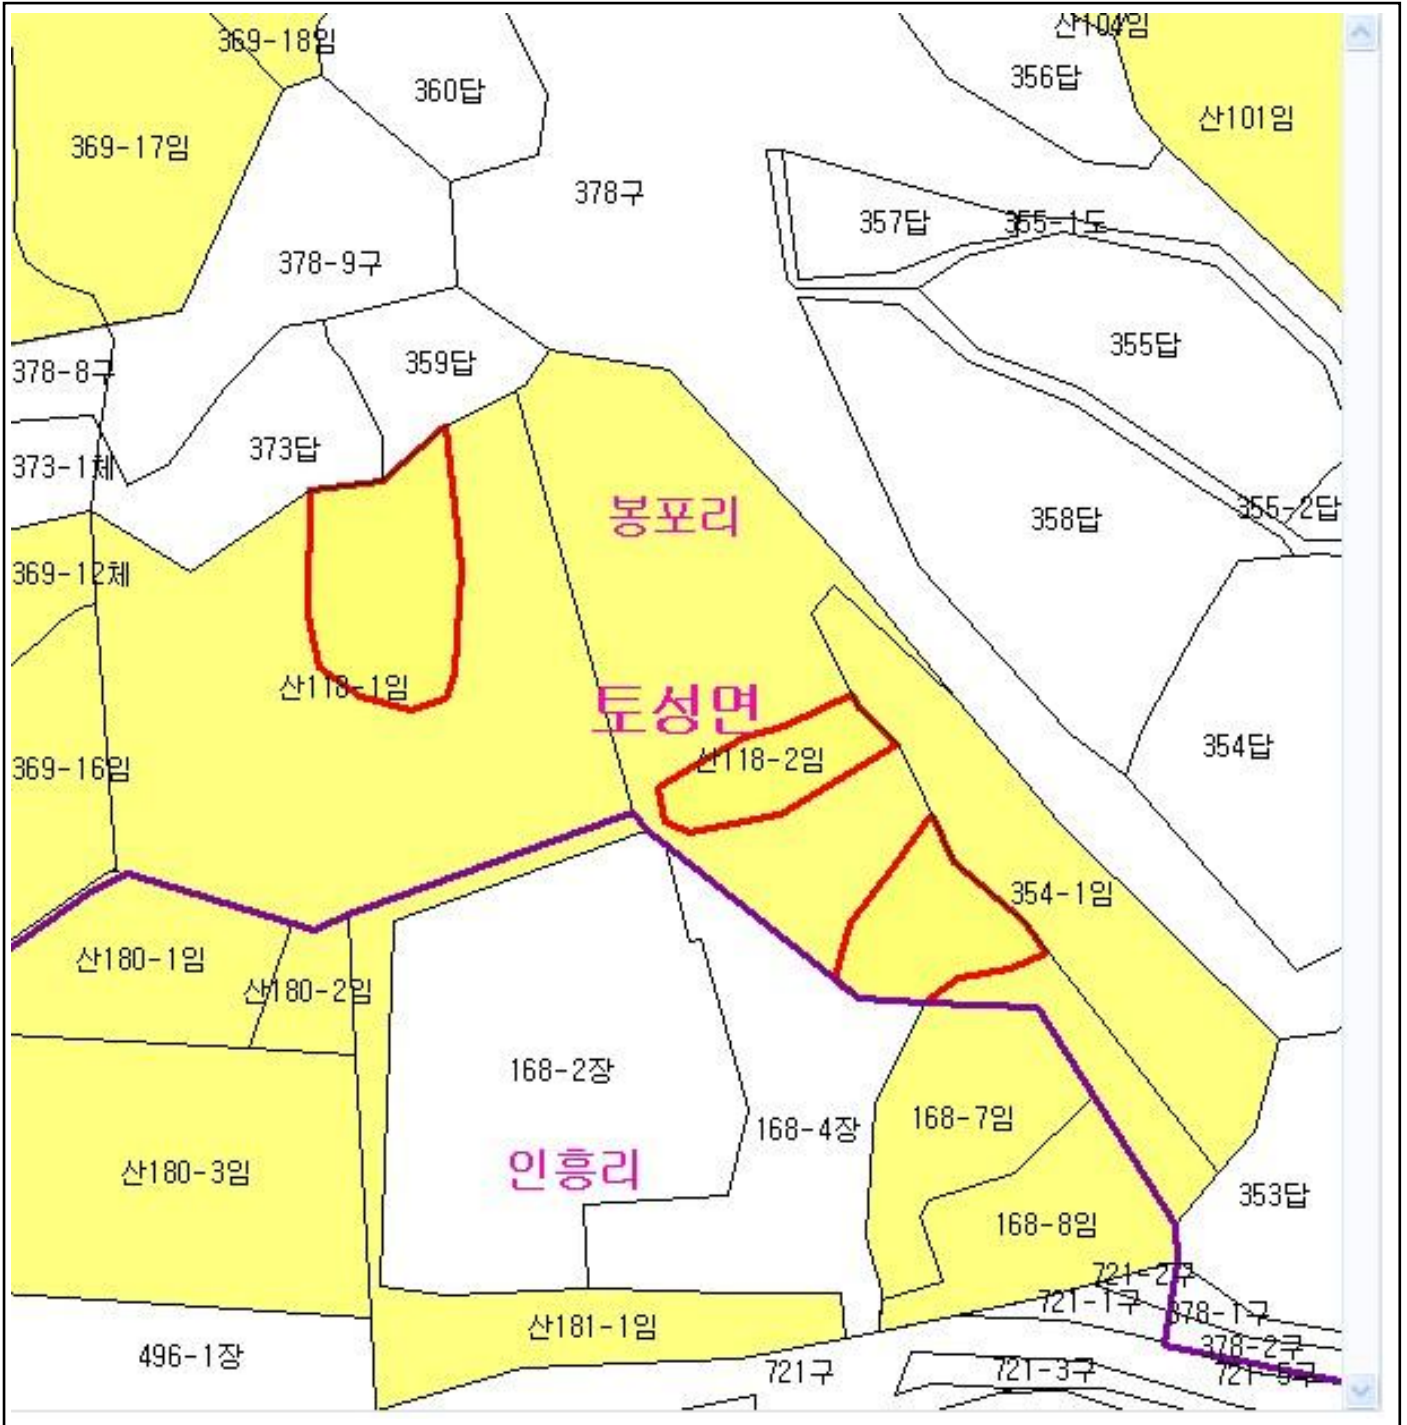 369-18임
산104임
360답
356답
산101임
369-17임
378구
357답
355-1도
378-9구
355답
378-8구
359답
373답
373-1체
봉포리
358답
355-2답
369-12체
산118-1임
토성면
354답
산118-2임
369-16임
354-1임
산180-1임
산180-2임
168-2장
168-7임
168-4장
산180-3임
인흥리
353답
168-8임
721-2구
721-1구
378-1구
산181-1임
378-2구
496-1장
721구
721-3구
721-5구